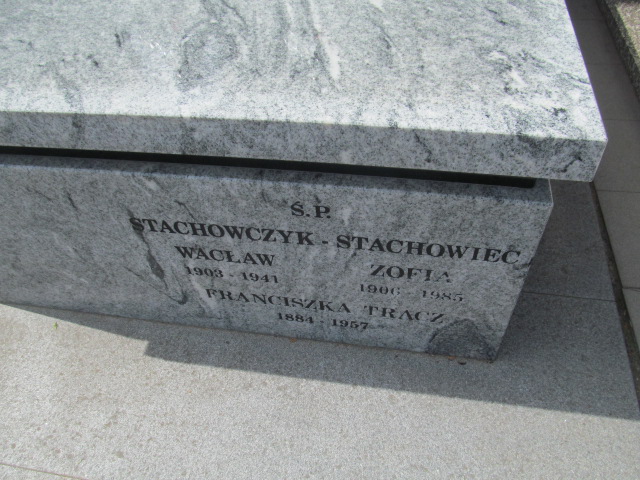 Ś.P.
STACHOWCZYK - STACHOWIEC
WACŁAW ZOFIA
1903 - 1941 1906 - 1985
FRANCISZKA TRACZ
1884 - 1957